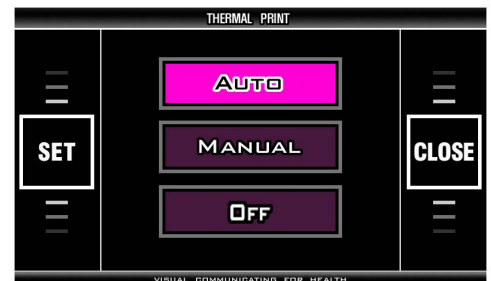 THERMAL PRINT
AUTO
SET
MANUAL
CLOSE
OFF
VISUAL COMMUNICATING FOR HEALTH